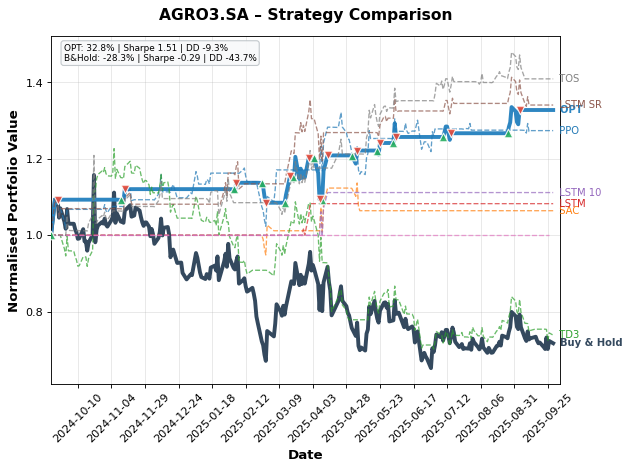 AGRO3.SA – Strategy Comparison
OPT: 32.8% | Sharpe 1.51 | DD -9.3%
B&Hold: -28.3% | Sharpe -0.29 | DD -43.7%
Normalised Portfolio Value
1.4
1.2
1.0
0.8
TOS
LSTM SR
OPT
PPO
LSTM 10
LSTM
SAC
TD3
Buy & Hold
2024-10-10
2024-11-04
2024-11-29
2024-12-24
2025-01-18
2025-02-12
2025-03-09
2025-04-03
2025-04-28
2025-05-23
2025-06-17
2025-07-12
2025-08-06
2025-08-31
2025-09-25
Date